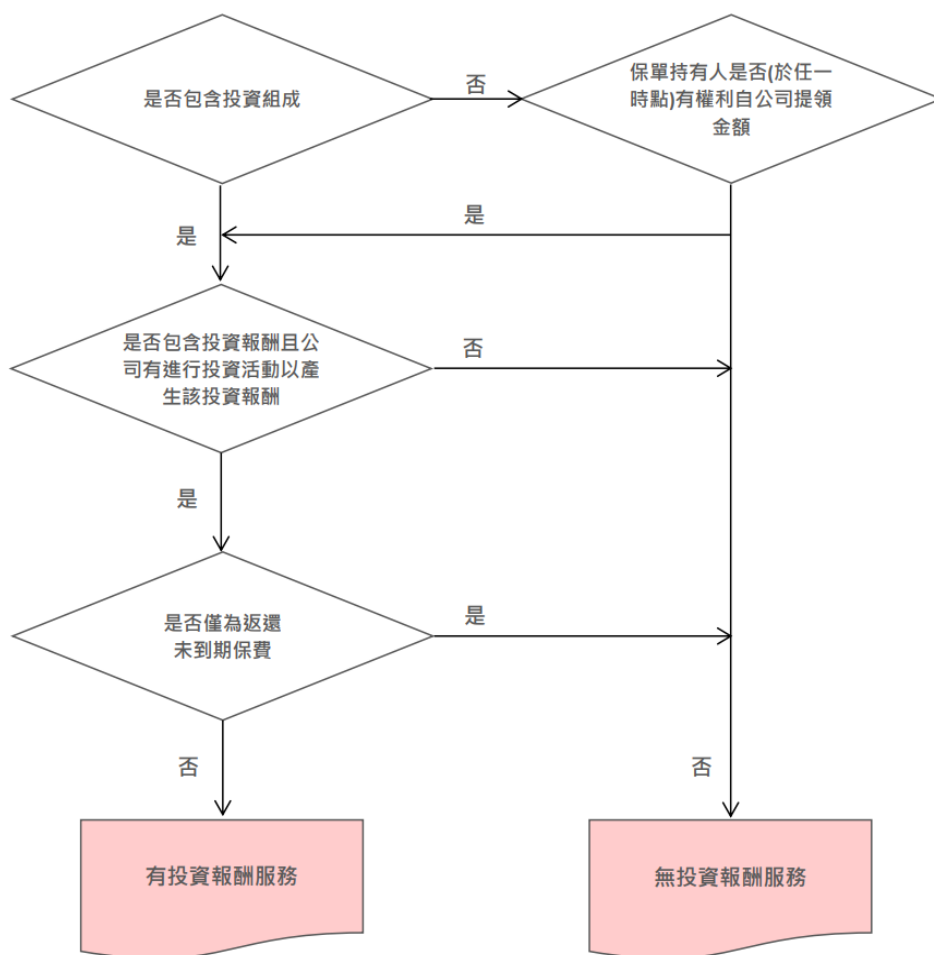 是否包含投資組成
否
保單持有人是否(於任一
時點)有權利自公司提領
金額
是
是
是否包含投資報酬且公
司有進行投資活動以產
生該投資報酬
否
是
是否僅為返還
未到期保費
是
否
否
有投資報酬服務
無投資報酬服務